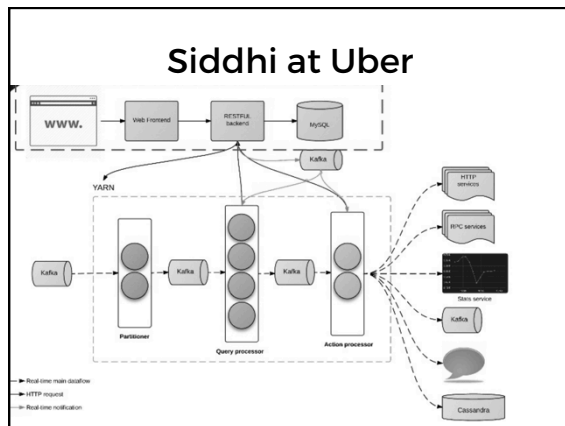 Siddhi at Uber
www.
Web Frontend
RESTFUL
backend
MySQL
Kafka
YARN
HTTP
services
RPC services
Stats service
Kafka
Kafka
Kafka
Kafka
Partitioner
Query processor
Action processor
Cassandra
Real-time main dataflow
HTTP request
Real-time notification